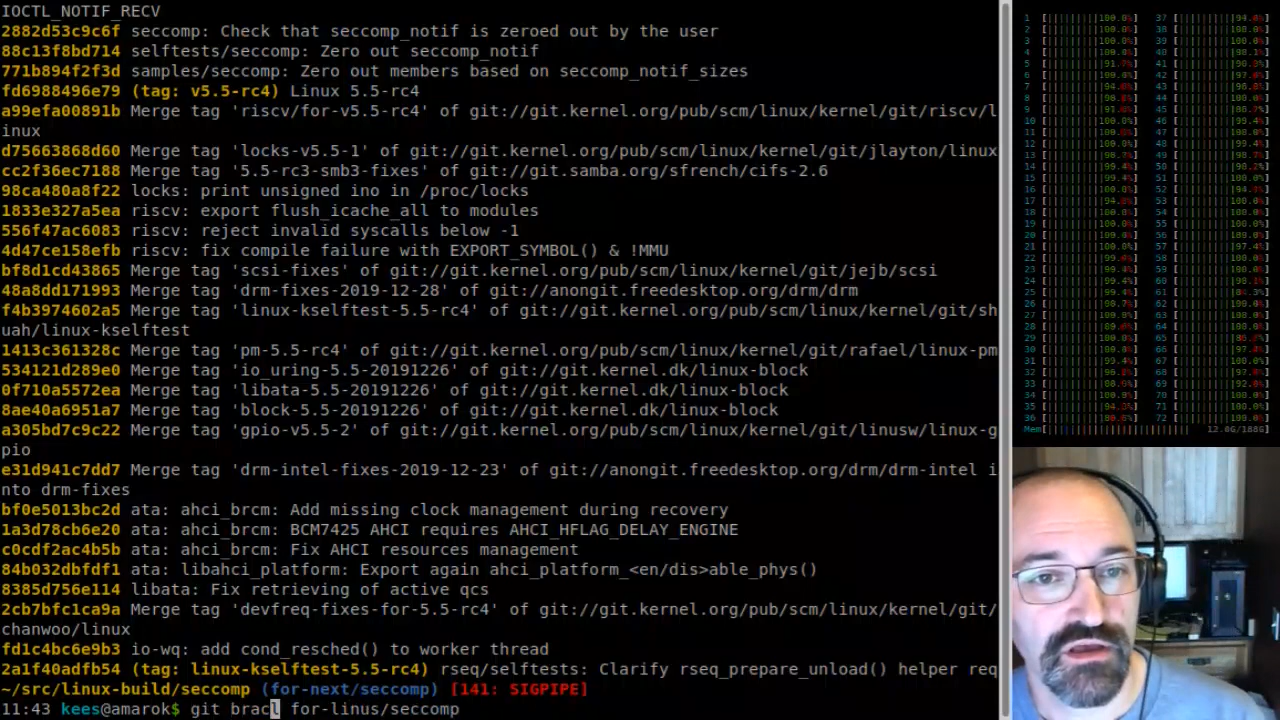 IOCTL_NOTIF_RECV
2882d53c9c6f seccomp: Check that seccomp_notif is zeroed out by the user
88c13f8bd714 selftests/seccomp: Zero out seccomp_notif
771b894f2f3d samples/seccomp: Zero out members based on seccomp_notif_sizes
fd6988496e79 (tag: v5.5-rc4) Linux 5.5-rc4
a99efa00891b Merge tag 'riscv/for-v5.5-rc4' of git://git.kernel.org/pub/scm/linux/kernel/git/riscv/l
inux
d75663868d60 Merge tag 'locks-v5.5-1' of git://git.kernel.org/pub/scm/linux/kernel/git/jlayton/linux
cc2f36ec7188 Merge tag '5.5-rc3-smb3-fixes' of git://git.samba.org/sfrench/cifs-2.6
98ca480a8f22 locks: print unsigned ino in /proc/locks
1833e327a5ea riscv: export flush_icache_all to modules
556f47ac6083 riscv: reject invalid syscalls below -1
4d47ce158efb riscv: fix compile failure with EXPORT_SYMBOL() & !MMU
bf8d1cd43865 Merge tag 'scsi-fixes' of git://git.kernel.org/pub/scm/linux/kernel/git/jejb/scsi
48a8dd171993 Merge tag 'drm-fixes-2019-12-28' of git://anongit.freedesktop.org/drm/drm
f4b3974602a5 Merge tag 'linux-kselftest-5.5-rc4' of git://git.kernel.org/pub/scm/linux/kernel/git/sh
uah/linux-kselftest
1413c361328c Merge tag 'pm-5.5-rc4' of git://git.kernel.org/pub/scm/linux/kernel/git/rafael/linux-pm
534121d289e0 Merge tag 'io_uring-5.5-20191226' of git://git.kernel.dk/linux-block
0f710a5572ea Merge tag 'libata-5.5-20191226' of git://git.kernel.dk/linux-block
8ae40a6951a7 Merge tag 'block-5.5-20191226' of git://git.kernel.dk/linux-block
a305bd7c9c22 Merge tag 'gpio-v5.5-2' of git://git.kernel.org/pub/scm/linux/kernel/git/linusw/linux-g
pio
e31d941c7dd7 Merge tag 'drm-intel-fixes-2019-12-23' of git://anongit.freedesktop.org/drm/drm-intel i
nto drm-fixes
bf0e5013bc2d ata: ahci_brcm: Add missing clock management during recovery
1a3d78cb6e20 ata: ahci_brcm: BCM7425 AHCI requires AHCI_HFLAG_DELAY_ENGINE
c0cdf2ac4b5b ata: ahci_brcm: Fix AHCI resources management
84b032dbfdf1 ata: libahci_platform: Export again ahci_platform_<en/dis>able_phys()
8385d756e114 libata: Fix retrieving of active qcs
2cb7bfc1ca9a Merge tag 'devfreq-fixes-for-5.5-rc4' of git://git.kernel.org/pub/scm/linux/kernel/git/
chanwoo/linux
fd1c4bc6e9b3 io-wq: add cond_resched() to worker thread
2a1f40adfb54 (tag: linux-kselftest-5.5-rc4) rseq/selftests: Clarify rseq_prepare_unload() helper req
~/src/linux-build/seccomp (for-next/seccomp) [141: SIGPIPE]
11:43 kees@amarok$ git bracl for-linus/seccomp
Mem
12.0G/188G